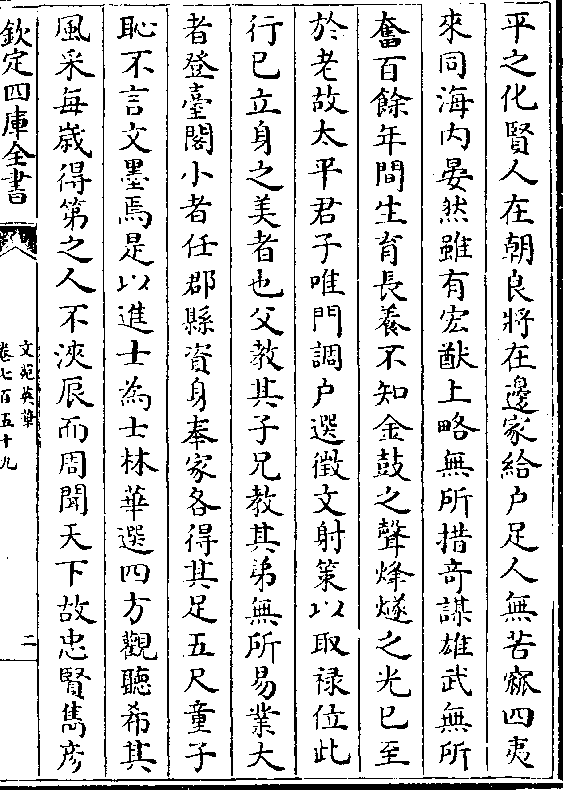 平之化賢人在朝良將在邊家給户足人無苦窳四夷
來同海内晏然雖有宏猷上略無所措奇謀雄武無所
奮百餘年間生育長養不知金鼓之聲烽燧之光已至
於老故太平君子唯門調户選徵文射策以取禄位此
行已立身之美者也父教其子兄教其弟無所易業大
者登臺閣小者任郡縣資身奉家各得其足五尺童子
恥不言文墨焉是以進士為士林華選四方觀聽希其
風采每歲得第之人不浹辰而周聞天下故忠賢雋彦
欽定四庫全書
文苑英華
卷七百五十九
二